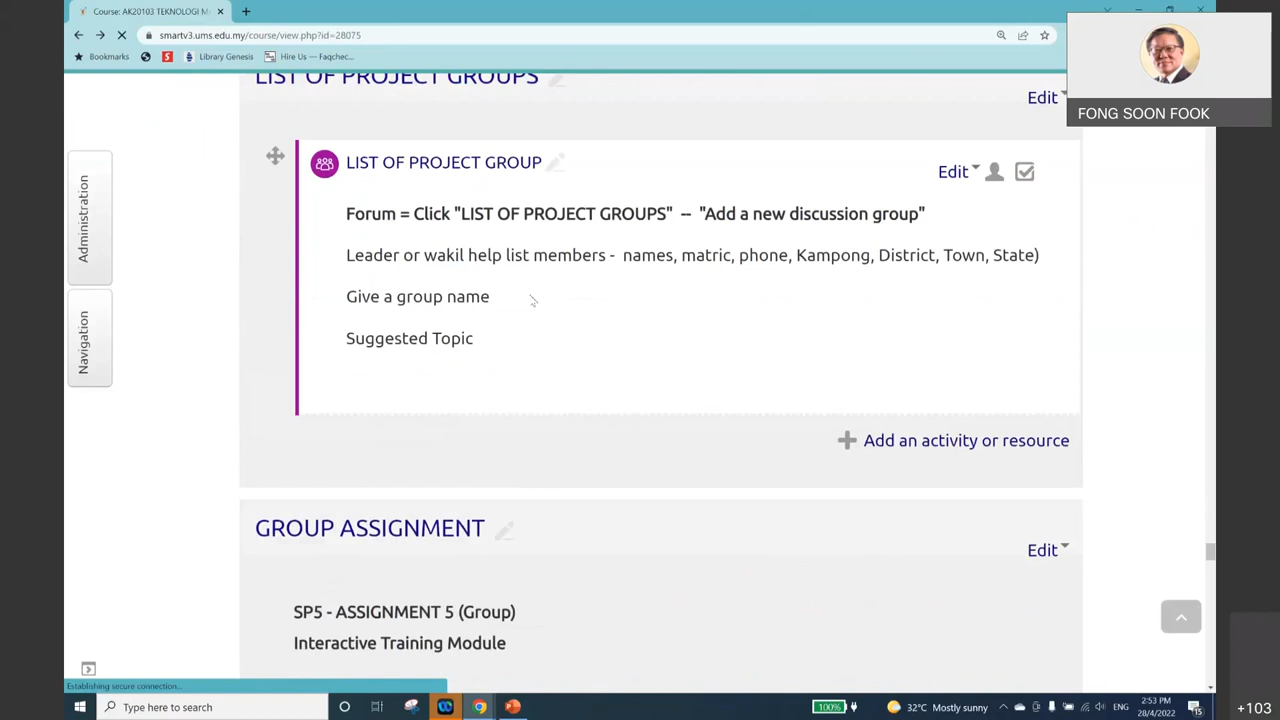 Course: AK20103 TEKNOLOGI M
smartv3.ums.edu.my/course/view.php?id=28075
Bookmarks
Library Genesis
Hire Us — Faqchec...
FONG SOON FOOK
LIST OF PROJECT GROUPS
Edit
LIST OF PROJECT GROUP
Edit
Forum = Click "LIST OF PROJECT GROUPS" -- "Add a new discussion group"
Leader or wakil help list members - names, matric, phone, Kampong, District, Town, State)
Give a group name
Suggested Topic
Add an activity or resource
Administration
Navigation
GROUP ASSIGNMENT
Edit
SP5 - ASSIGNMENT 5 (Group)
Interactive Training Module
Establishing secure connection...
Type here to search
100%
32°C Mostly sunny
ENG
2:53 PM
28/4/2022
15
+103